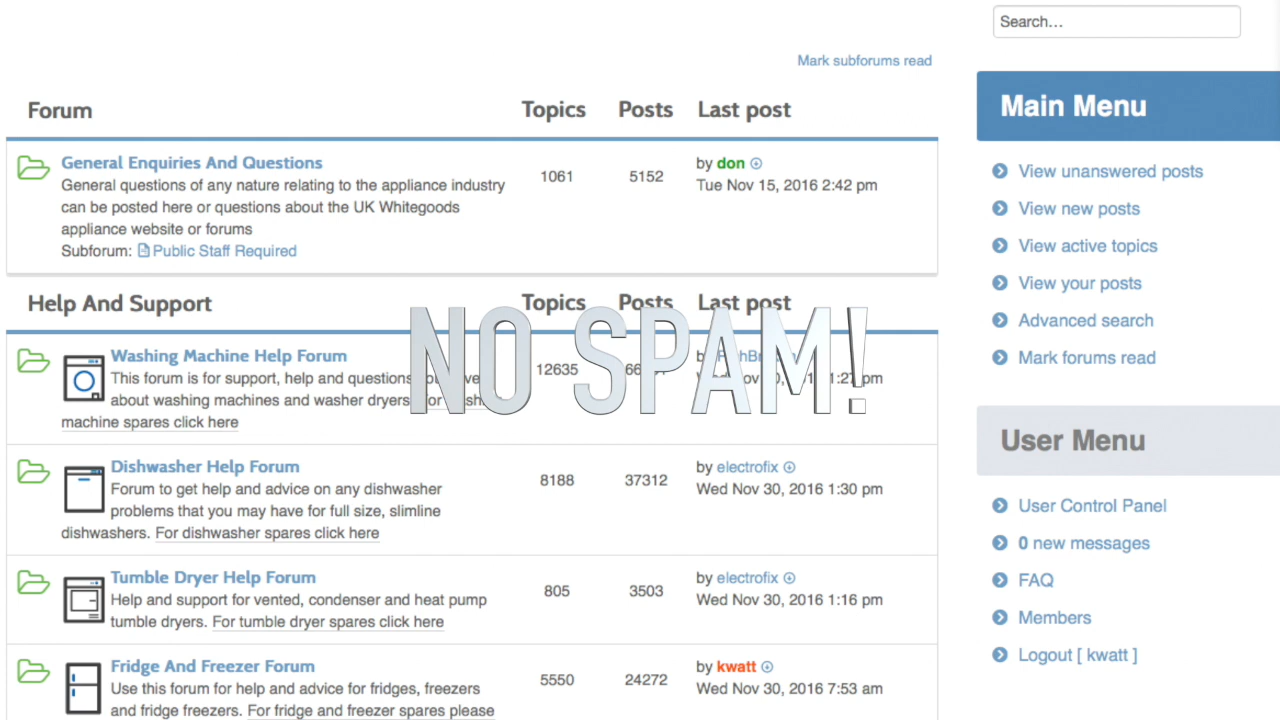 Search...
Mark subforums read
Forum Topics Posts Last post
General Enquiries And Questions
General questions of any nature relating to the appliance industry
can be posted here or questions about the UK Whitegoods
appliance website or forums
Subforum: Public Staff Required
1061 5152
by don
Tue Nov 15, 2016 2:42 pm
Help And Support Topics Posts Last post
NO SPAM!
Washing Machine Help Forum
This forum is for support, help and questions
about washing machines and washer dryers.
machine spares click here
12635
by
pm
Dishwasher Help Forum
Forum to get help and advice on any dishwasher
problems that you may have for full size, slimline
dishwashers. For dishwasher spares click here
8188 37312
by electrofix
Wed Nov 30, 2016 1:30 pm
Tumble Dryer Help Forum
Help and support for vented, condenser and heat pump
tumble dryers. For tumble dryer spares click here
805 3503
by electrofix
Wed Nov 30, 2016 1:16 pm
Fridge And Freezer Forum
Use this forum for help and advice for fridges, freezers
and fridge freezers. For fridge and freezer spares please
5550 24272
by kwatt
Wed Nov 30, 2016 7:53 am
Main Menu
View unanswered posts
View new posts
View active topics
View your posts
Advanced search
Mark forums read
User Menu
User Control Panel
0 new messages
FAQ
Members
Logout [ kwatt ]